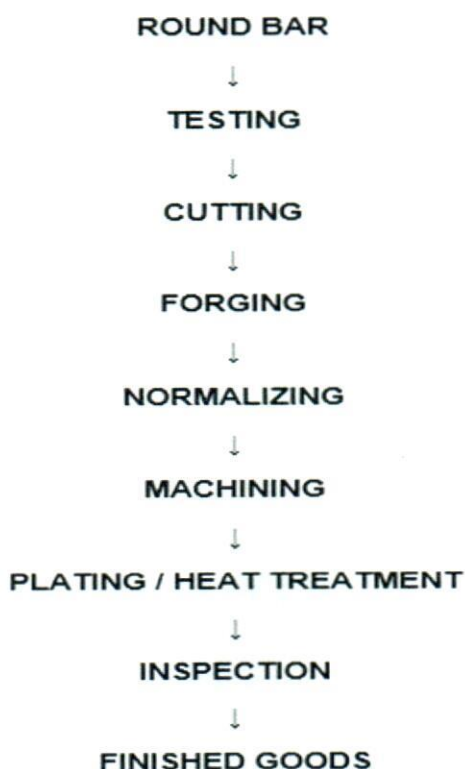 ROUND BAR
↓
TESTING
↓
CUTTING
↓
FORGING
↓
NORMALIZING
↓
MACHINING
↓
PLATING / HEAT TREATMENT
↓
INSPECTION
↓
FINISHED GOODS